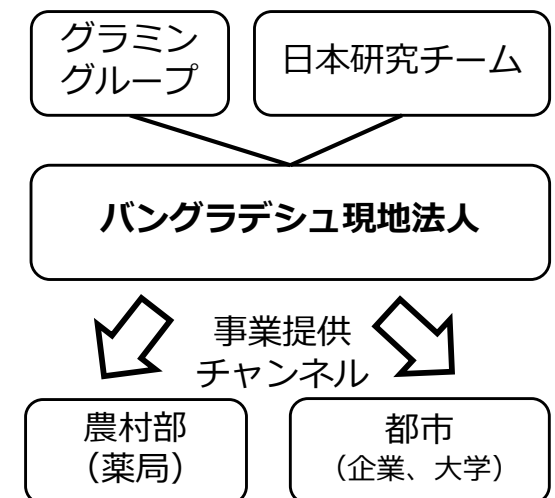 グラミン
グループ
日本研究チーム
バングラデシュ現地法人
事業提供
チャンネル
農村部
（薬局）
都市
（企業、大学）